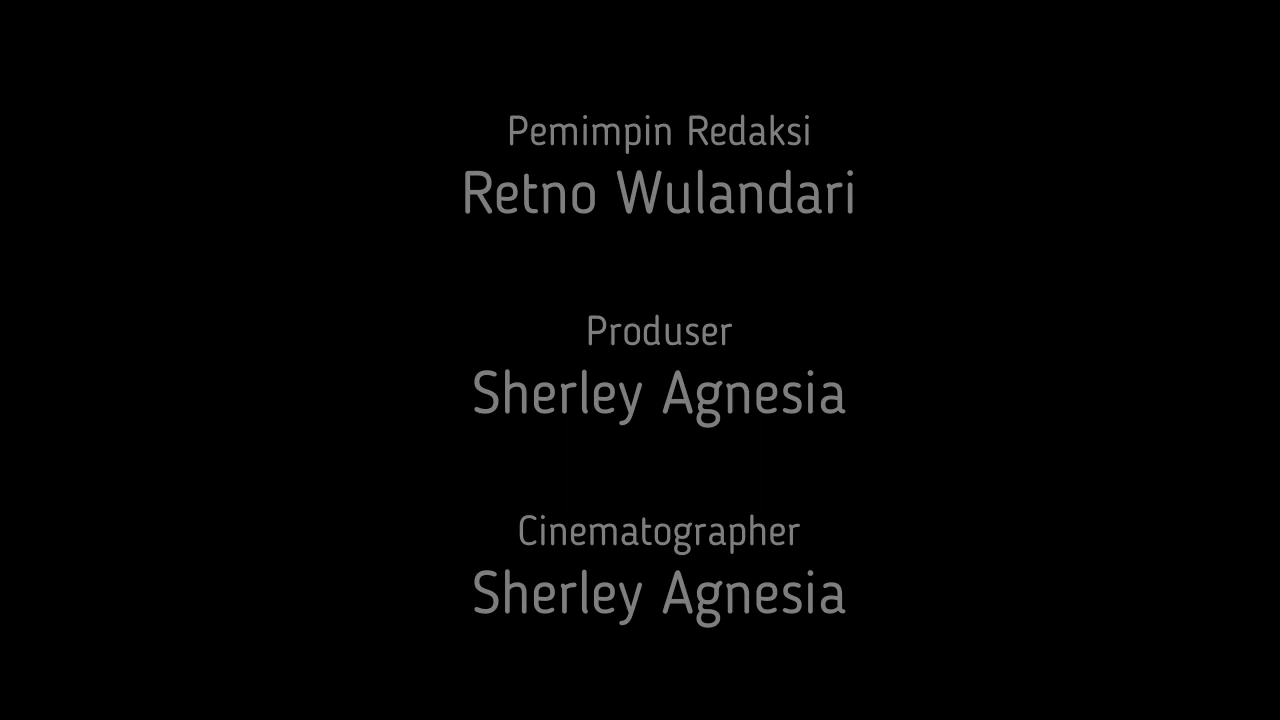 Pemimpin Redaksi
Retno Wulandari
Produser
Sherley Agnesia
Cinematographer
Sherley Agnesia